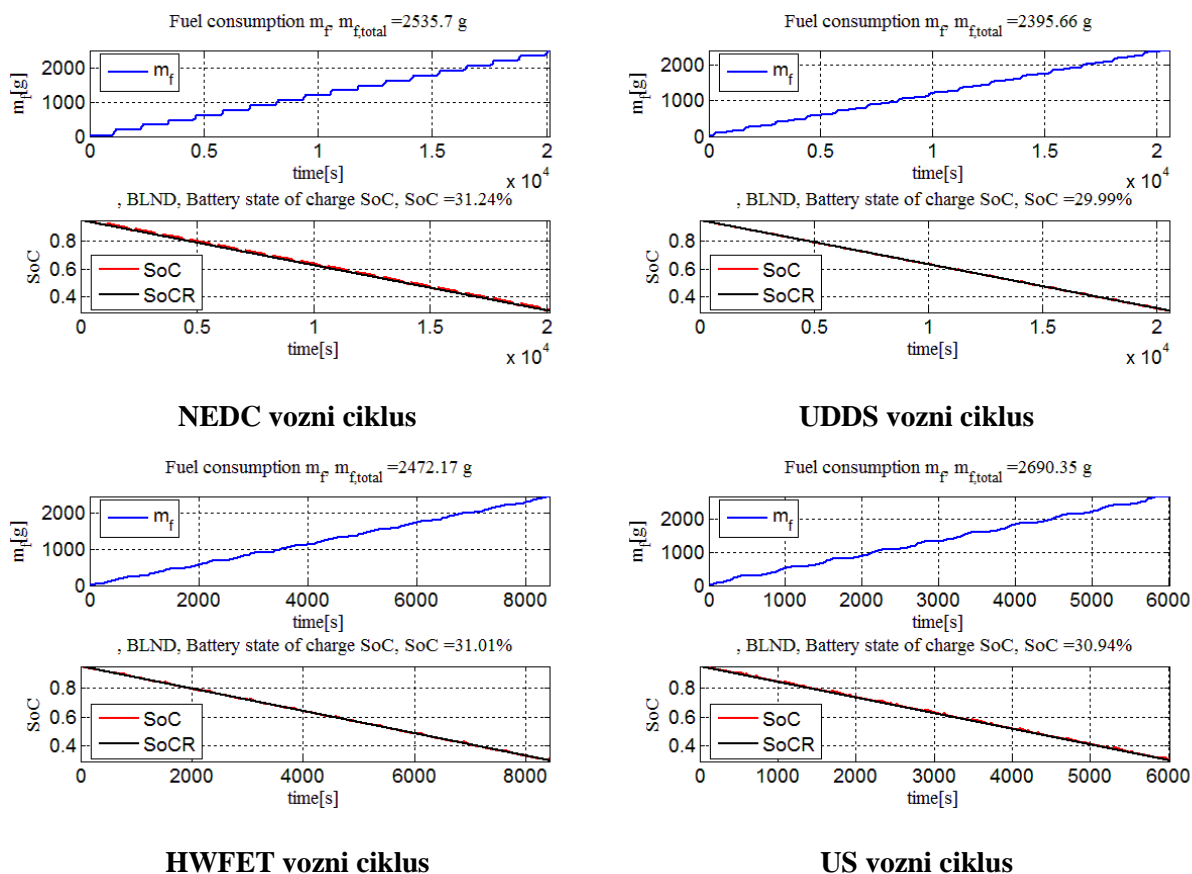 Fuel consumption m_f, m_f,total =2535.7 g
m_f[g]
2000
1000
0
m_f
0 0.5 1 1.5 2
time[s]
x 10^4
, BLND, Battery state of charge SoC, SoC =31.24%
SoC
0.8
0.6
0.4
SoC
SoCR
0 0.5 1 1.5 2
time[s]
x 10^4
NEDC vozni ciklus
Fuel consumption m_f, m_f,total =2395.66 g
m_f[g]
2000
1000
0
m_f
0 0.5 1 1.5 2
time[s]
x 10^4
, BLND, Battery state of charge SoC, SoC =29.99%
SoC
0.8
0.6
0.4
SoC
SoCR
0 0.5 1 1.5 2
time[s]
x 10^4
UDDS vozni ciklus
Fuel consumption m_f, m_f,total =2472.17 g
m_f[g]
2000
1000
0
m_f
0 2000 4000 6000 8000
time[s]
, BLND, Battery state of charge SoC, SoC =31.01%
SoC
0.8
0.6
0.4
SoC
SoCR
0 2000 4000 6000 8000
time[s]
HWFET vozni ciklus
Fuel consumption m_f, m_f,total =2690.35 g
m_f[g]
2000
1000
0
m_f
0 1000 2000 3000 4000 5000 6000
time[s]
, BLND, Battery state of charge SoC, SoC =30.94%
SoC
0.8
0.6
0.4
SoC
SoCR
0 1000 2000 3000 4000 5000 6000
time[s]
US vozni ciklus